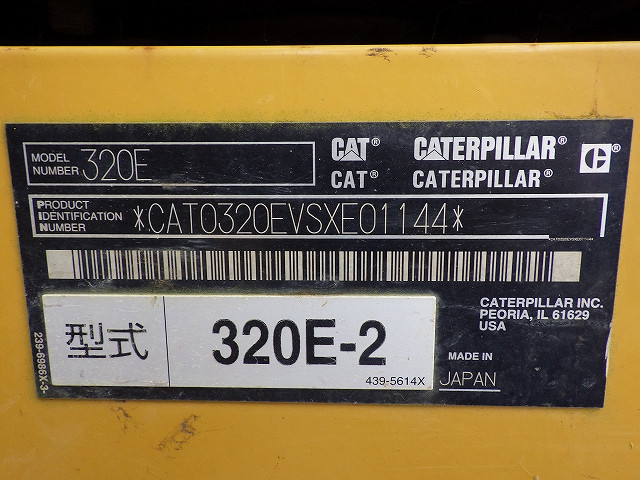 MODEL NUMBER 320E
CAT® CATERPILLAR® C
CAT® CATERPILLAR®
PRODUCT IDENTIFICATION NUMBER *CAT0320EVSXE01144*
*CAT0320EVSXE01144
CATERPILLAR INC.
PEORIA, IL 61629
USA
型式 320E-2
439-5614X
MADE IN
JAPAN
239-6986X-3